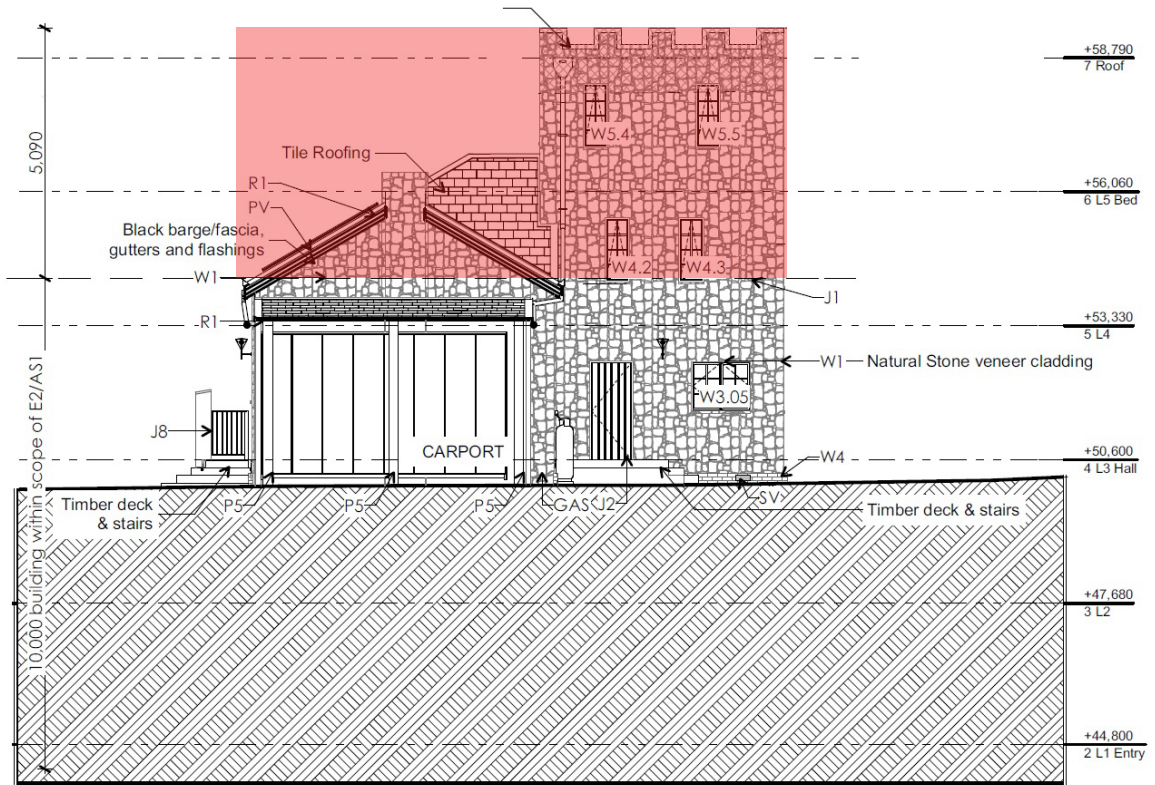 +58,790
7 Roof
5,090
W5.4
W5.5
Tile Roofing
R1
+56,060
6 L5 Bed
PV
Black barge/fascia,
gutters and flashings
W4.2
W4.3
W1
J1
R1
+53,330
5 L4
W1
Natural Stone veneer cladding
W3.05
J8
CARPORT
+50,600
4 L3 Hall
W4
Timber deck
& stairs
P5
P5
P5
GAS
J2
SV
Timber deck & stairs
10,000 building within scope of E2/AS1
+47,680
3 L2
+44,800
2 L1 Entry